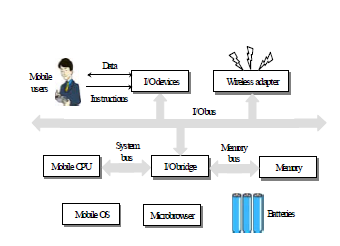 Data
Mobile
users
I/O devices
Wireless adapter
Instructions
I/O bus
System
bus
Memory
bus
Mobile CPU
I/O bridge
Memory
Mobile OS
Microbrowser
Batteries